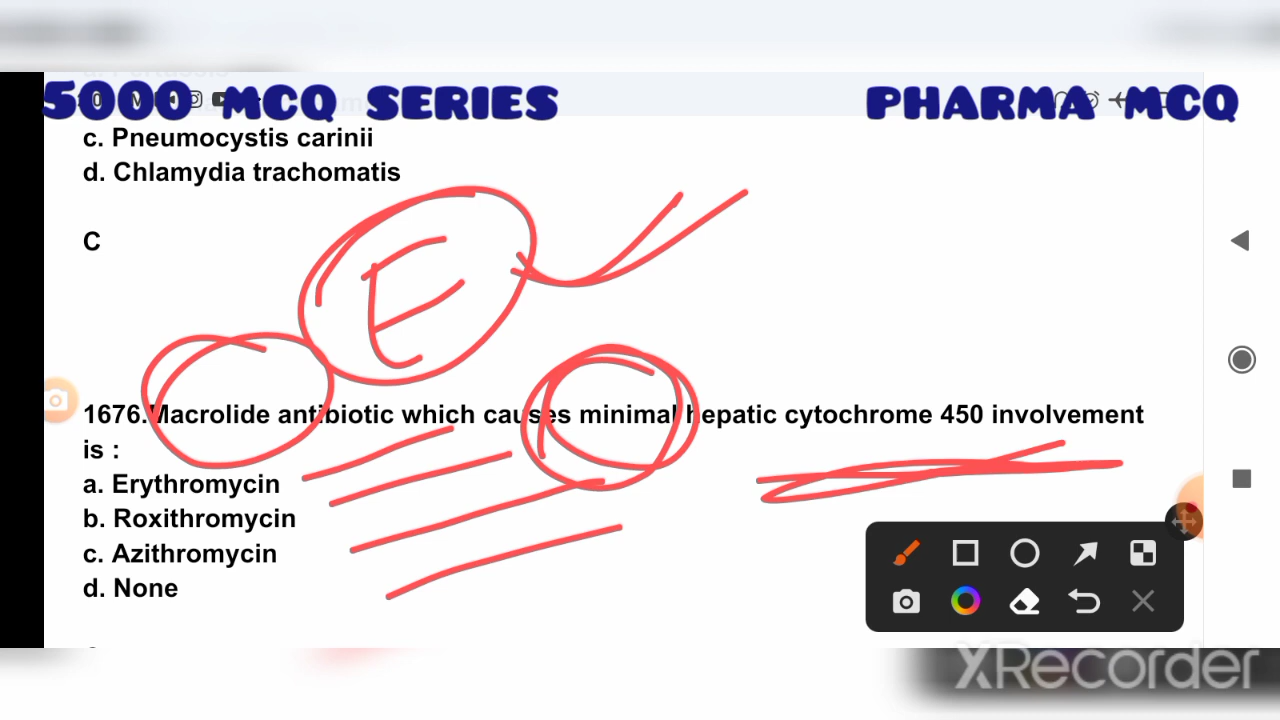 5000 MCQ SERIES
PHARMA MCQ
c. Pneumocystis carinii
d. Chlamydia trachomatis
C
E
1676.Macrolide antibiotic which causes minimal hepatic cytochrome 450 involvement
is :
a. Erythromycin
b. Roxithromycin
c. Azithromycin
d. None
XRecorder